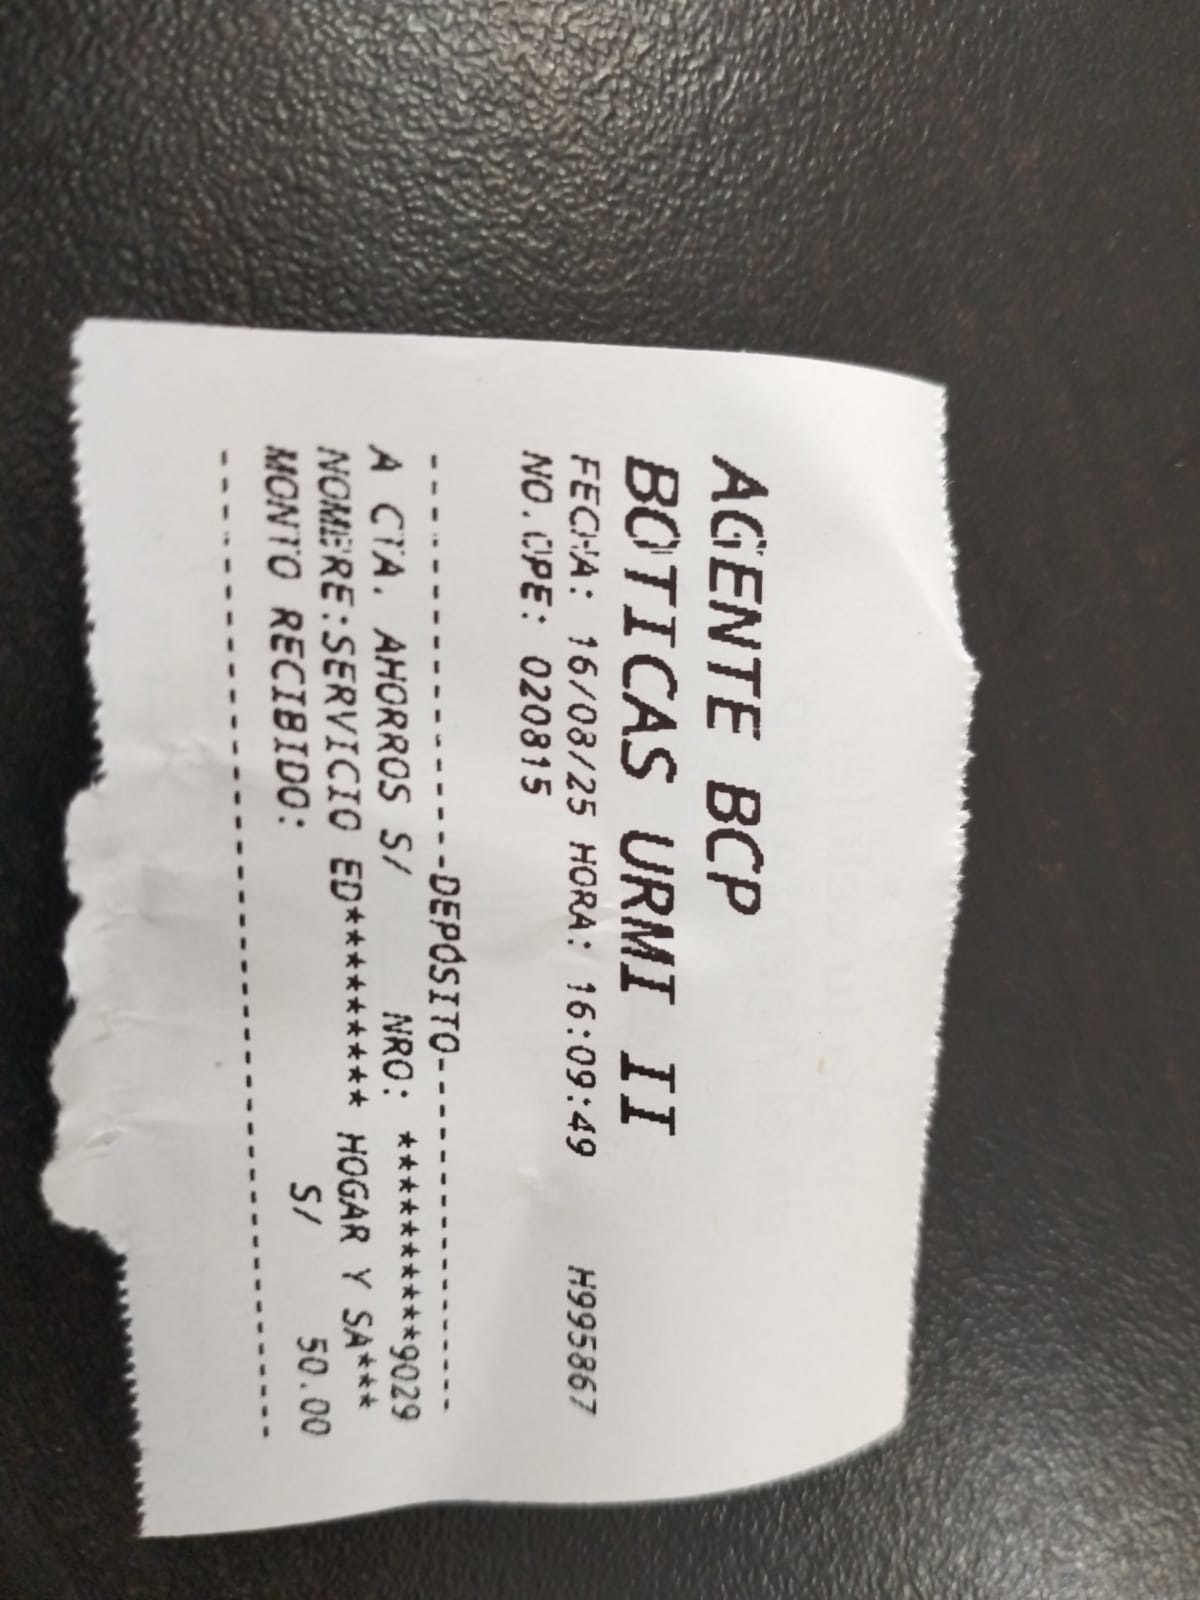 AGENTE BCP
BOTICAS URMI II
FECHA: 16/08/25 HORA: 16:09:49 H995867
NO.OPE: 020815
--------------DEPÓSITO--------------
A CTA. AHORROS S/ NRO: **********9029
NOMBRE:SERVICIO ED********* HOGAR Y SA***
MONTO RECIBIDO: S/ 50.00
----------------------------------------